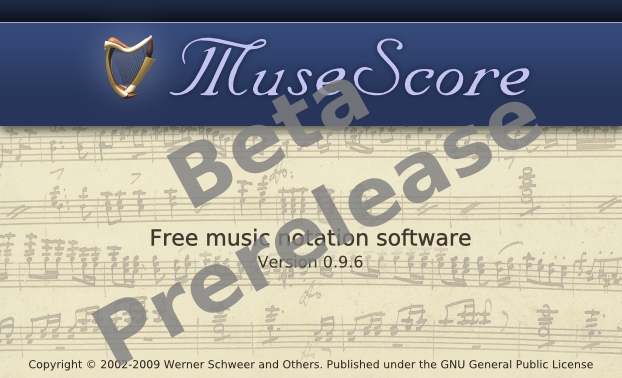 MuseScore
Beta
Prerelease
Free music notation software
Version 0.9.6
Copyright © 2002-2009 Werner Schweer and Others. Published under the GNU General Public License